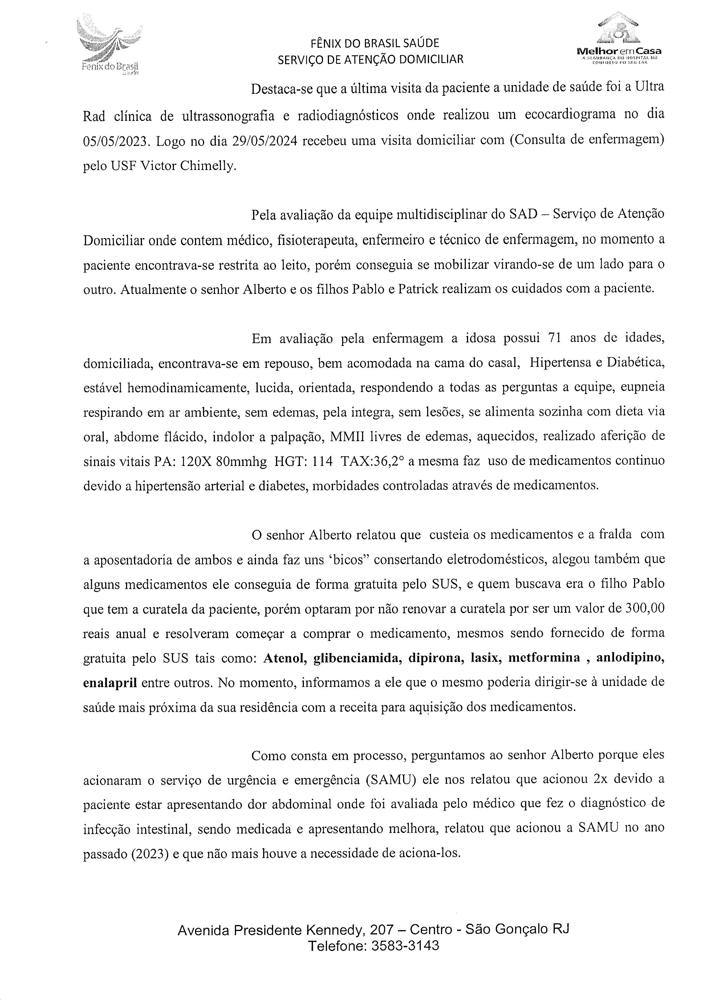 Fenix do Brasil
Saúde
FÊNIX DO BRASIL SAÚDE
SERVIÇO DE ATENÇÃO DOMICILIAR
Melhor em Casa
A SEGURANÇA DO HOSPITAL NO
CONFORTO DO SEU LAR
Destaca-se que a última visita da paciente a unidade de saúde foi a Ultra
Rad clínica de ultrassonografia e radiodiagnósticos onde realizou um ecocardiograma no dia
05/05/2023. Logo no dia 29/05/2024 recebeu uma visita domiciliar com (Consulta de enfermagem)
pelo USF Victor Chimelly.
Pela avaliação da equipe multidisciplinar do SAD – Serviço de Atenção
Domiciliar onde contem médico, fisioterapeuta, enfermeiro e técnico de enfermagem, no momento a
paciente encontrava-se restrita ao leito, porém conseguia se mobilizar virando-se de um lado para o
outro. Atualmente o senhor Alberto e os filhos Pablo e Patrick realizam os cuidados com a paciente.
Em avaliação pela enfermagem a idosa possui 71 anos de idades,
domiciliada, encontrava-se em repouso, bem acomodada na cama do casal, Hipertensa e Diabética,
estável hemodinamicamente, lucida, orientada, respondendo a todas as perguntas a equipe, eupneia
respirando em ar ambiente, sem edemas, pela integra, sem lesões, se alimenta sozinha com dieta via
oral, abdome flácido, indolor a palpação, MMII livres de edemas, aquecidos, realizado aferição de
sinais vitais PA: 120X 80mmhg HGT: 114 TAX:36,2° a mesma faz uso de medicamentos continuo
devido a hipertensão arterial e diabetes, morbidades controladas através de medicamentos.
O senhor Alberto relatou que custeia os medicamentos e a fralda com
a aposentadoria de ambos e ainda faz uns ‘bicos” consertando eletrodomésticos, alegou também que
alguns medicamentos ele conseguia de forma gratuita pelo SUS, e quem buscava era o filho Pablo
que tem a curatela da paciente, porém optaram por não renovar a curatela por ser um valor de 300,00
reais anual e resolveram começar a comprar o medicamento, mesmos sendo fornecido de forma
gratuita pelo SUS tais como: Atenol, glibenciamida, dipirona, lasix, metformina , anlodipino,
enalapril entre outros. No momento, informamos a ele que o mesmo poderia dirigir-se à unidade de
saúde mais próxima da sua residência com a receita para aquisição dos medicamentos.
Como consta em processo, perguntamos ao senhor Alberto porque eles
acionaram o serviço de urgência e emergência (SAMU) ele nos relatou que acionou 2x devido a
paciente estar apresentando dor abdominal onde foi avaliada pelo médico que fez o diagnóstico de
infecção intestinal, sendo medicada e apresentando melhora, relatou que acionou a SAMU no ano
passado (2023) e que não mais houve a necessidade de aciona-los.
Avenida Presidente Kennedy, 207 – Centro - São Gonçalo RJ
Telefone: 3583-3143